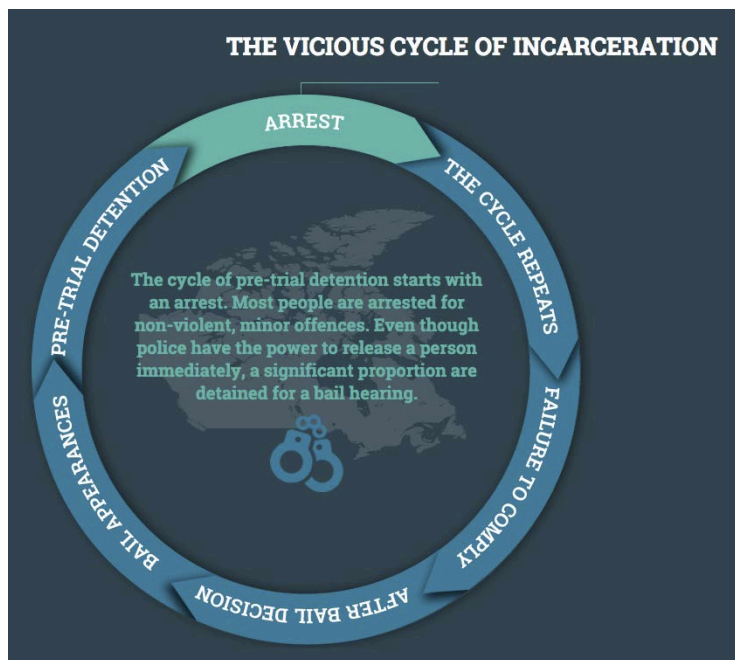 THE VICIOUS CYCLE OF INCARCERATION
ARREST
THE CYCLE REPEATS
FAILURE TO COMPLY
AFTER BAIL DECISION
BAIL APPEARANCES
PRE-TRIAL DETENTION
The cycle of pre-trial detention starts with
an arrest. Most people are arrested for
non-violent, minor offences. Even though
police have the power to release a person
immediately, a significant proportion are
detained for a bail hearing.